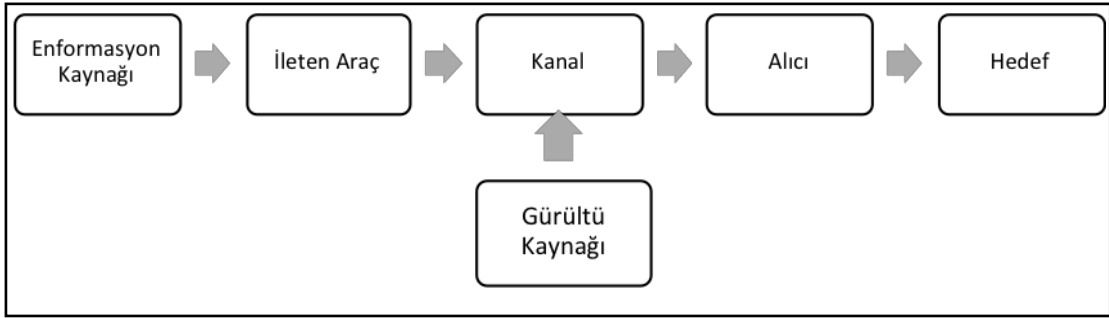 Enformasyon
Kaynağı
İleten Araç
Kanal
Alıcı
Hedef
Gürültü
Kaynağı